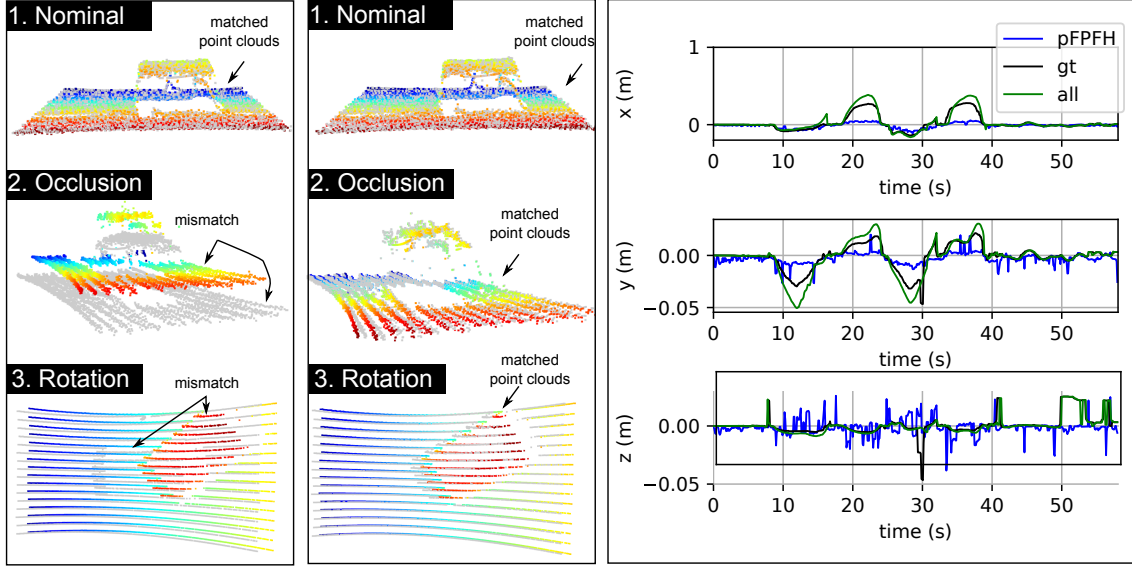 1. Nominal
matched
point clouds
2. Occlusion
mismatch
3. Rotation
mismatch
1. Nominal
matched
point clouds
2. Occlusion
matched
point clouds
3. Rotation
matched
point clouds
pFPFH
gt
all
x (m)
1
0
0 10 20 30 40 50
time (s)
y (m)
0.00
−0.05
0 10 20 30 40 50
time (s)
z (m)
0.00
−0.05
0 10 20 30 40 50
time (s)